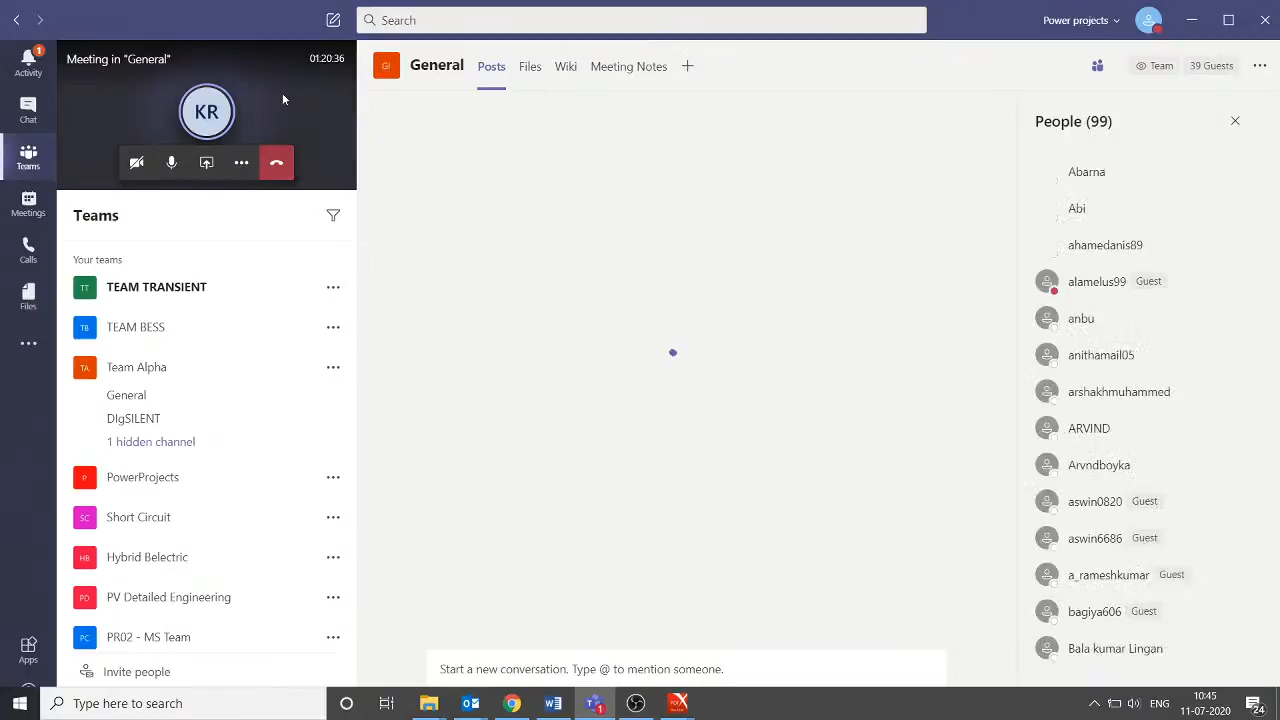 Search
Power projects
Activity
1
Chat
Teams
Meetings
Calls
Files
Apps
Meeting in "General"
01:20:36
KR
Teams
Your teams
TT TEAM TRANSIENT
TB TEAM BESS
TA Team Alpha
General
DIgSILENT
1 hidden channel
P PowerProjects
SC Short Circuit
HB Hybrid Belectric
PD PV Detailed Engineering
PC PR02 - MS Team
Invite people
GI General Posts Files Wiki Meeting Notes
Team 39 Guests
Start a new conversation. Type @ to mention someone.
People (99)
Abarna
Abi
ahamedanis89
alamelus99 Guest
anbu
anithamail05
arshakhmuhammed
ARVIND
Arvndboyka
aswin0820 Guest
aswin6686 Guest
a_rameshkumar Guest
bagiya606 Guest
Bala kumar Lingan
Type here to search
1
ENG
10:45
11-07-2020
24